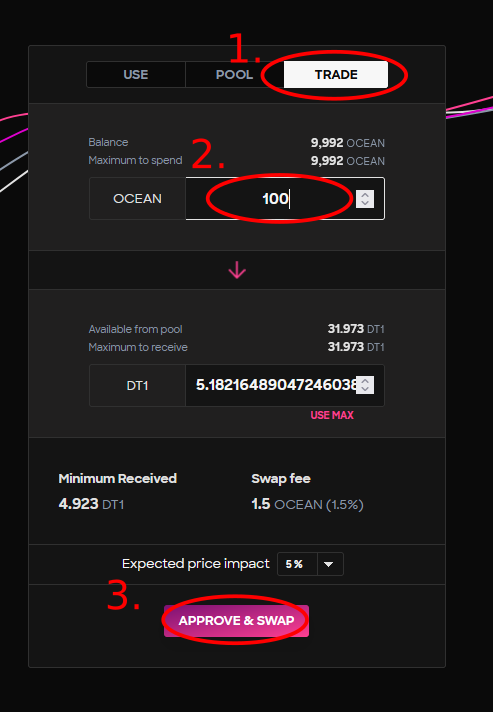 1.
USE POOL TRADE
Balance 9,992 OCEAN
2.
Maximum to spend 9,992 OCEAN
OCEAN 100
Available from pool 31.973 DT1
Maximum to receive 31.973 DT1
DT1 5.18216489047246038
USE MAX
Minimum Received Swap fee
4.923 DT1 1.5 OCEAN (1.5%)
Expected price impact 5%
3.
APPROVE & SWAP